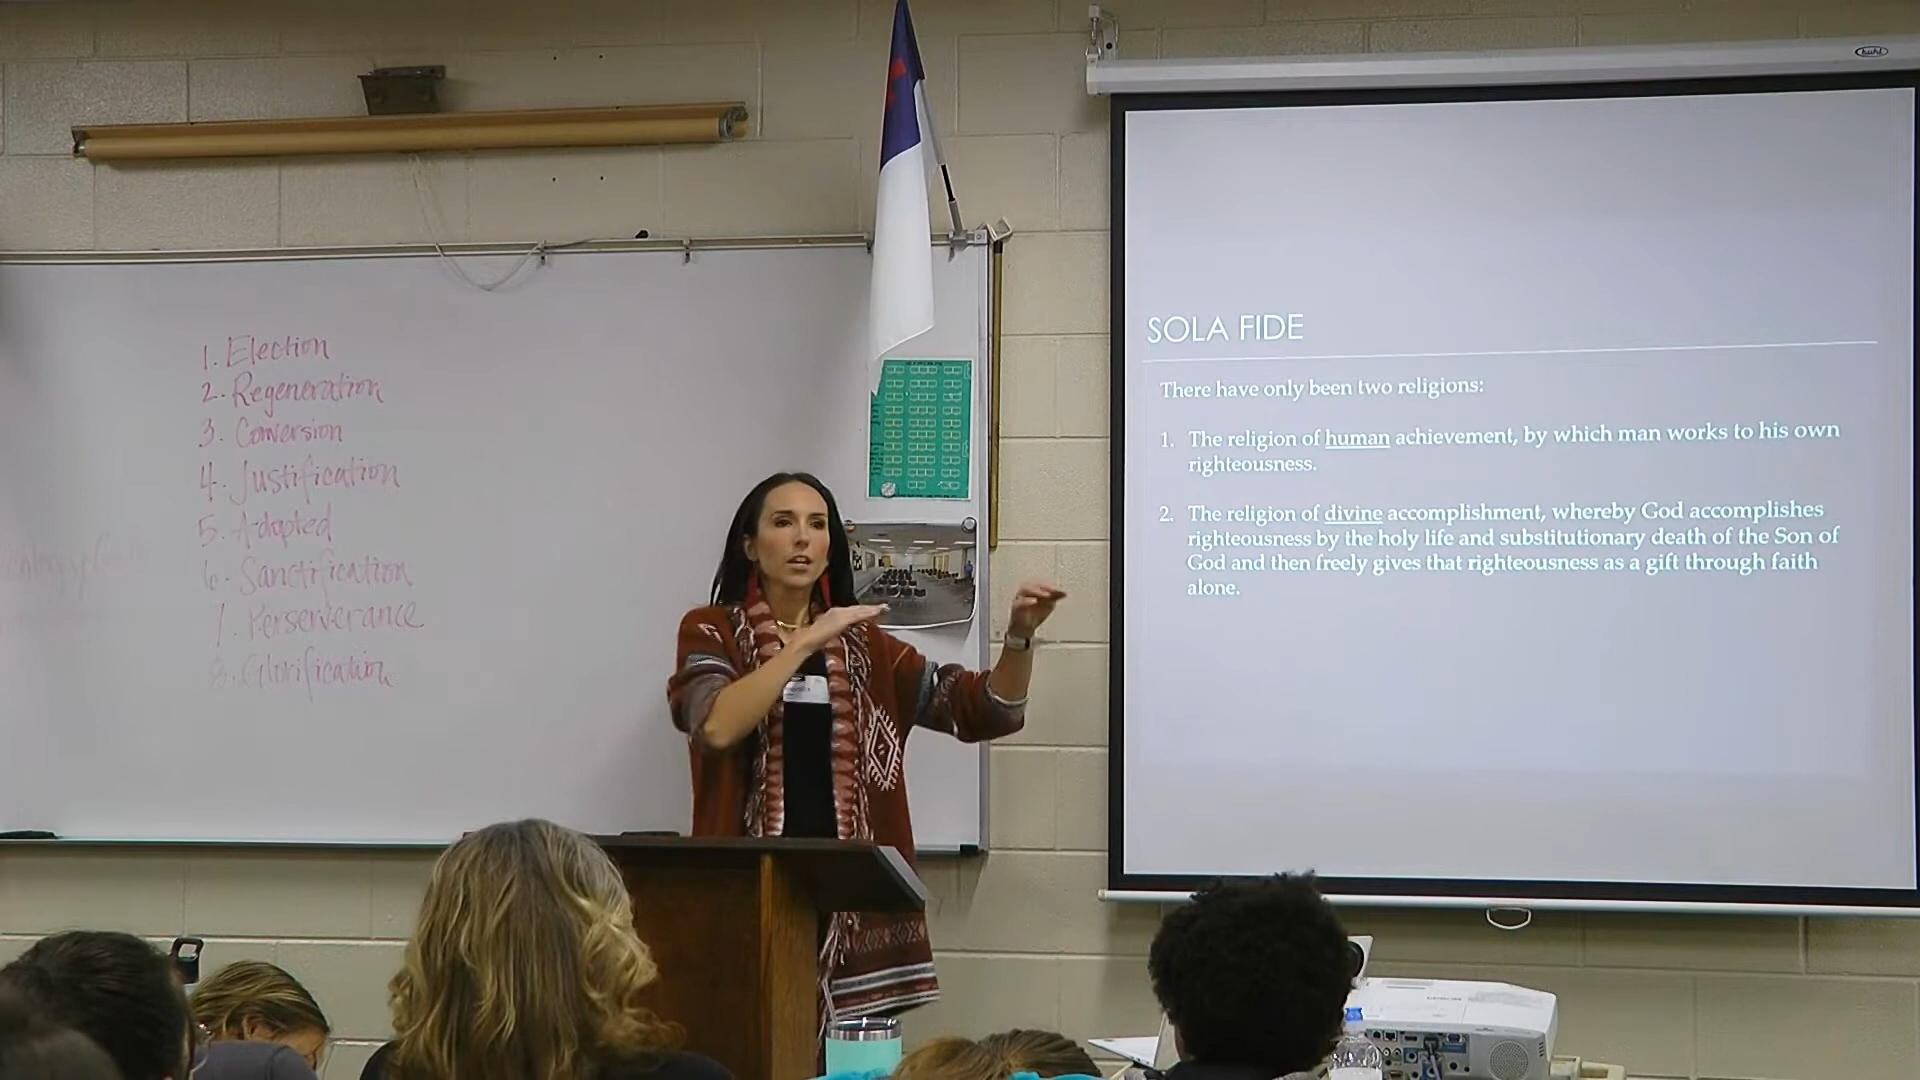 1. Election
2. Regeneration
3. Conversion
4. Justification
5. Adopted
6. Sanctification
7. Perserverance
8. Glorification
buhl
SOLA FIDE
There have only been two religions:
1. The religion of human achievement, by which man works to his own
righteousness.
2. The religion of divine accomplishment, whereby God accomplishes
righteousness by the holy life and substitutionary death of the Son of
God and then freely gives that righteousness as a gift through faith
alone.